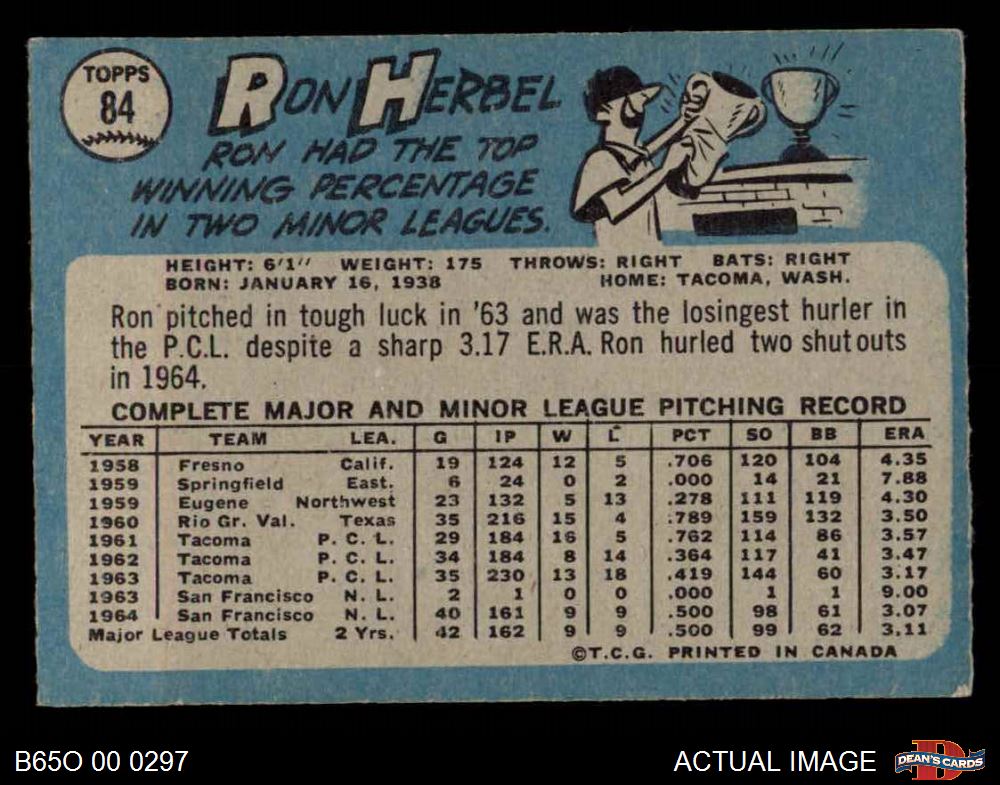 TOPPS
84
RON HERBEL
RON HAD THE TOP
WINNING PERCENTAGE
IN TWO MINOR LEAGUES.
HEIGHT: 6'1" WEIGHT: 175 THROWS: RIGHT BATS: RIGHT
BORN: JANUARY 16, 1938 HOME: TACOMA, WASH.
Ron pitched in tough luck in '63 and was the losingest hurler in
the P.C.L. despite a sharp 3.17 E.R.A. Ron hurled two shutouts
in 1964.
COMPLETE MAJOR AND MINOR LEAGUE PITCHING RECORD
YEAR TEAM LEA. G IP W L PCT SO BB ERA
1958 Fresno Calif. 19 124 12 5 .706 120 104 4.35
1959 Springfield East. 6 24 0 2 .000 14 21 7.88
1959 Eugene Northwest 23 132 5 13 .278 111 119 4.30
1960 Rio Gr. Val. Texas 35 216 15 4 .789 159 132 3.50
1961 Tacoma P. C. L. 29 184 16 5 .762 114 86 3.57
1962 Tacoma P. C. L. 34 184 8 14 .364 117 41 3.47
1963 Tacoma P. C. L. 35 230 13 18 .419 144 60 3.17
1963 San Francisco N. L. 2 1 0 0 .000 1 1 9.00
1964 San Francisco N. L. 40 161 9 9 .500 98 61 3.07
Major League Totals 2 Yrs. 42 162 9 9 .500 99 62 3.11
©T.C.G. PRINTED IN CANADA
B65O 00 0297
ACTUAL IMAGE
DEAN'S CARDS